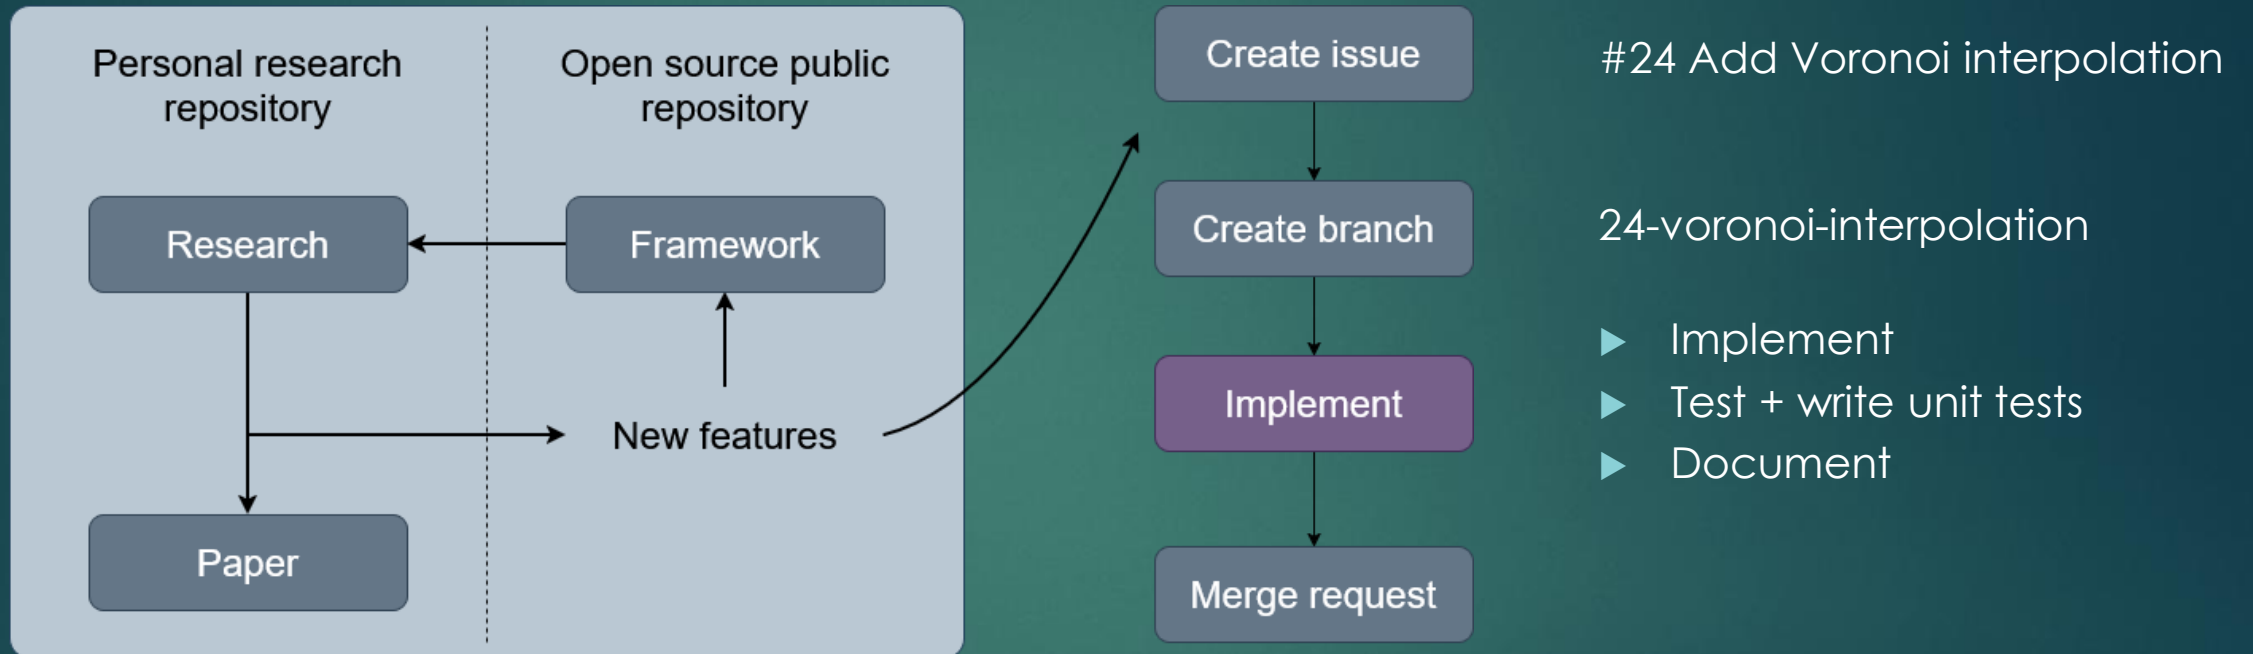 Personal research
repository
Open source public
repository
Research
Framework
New features
Paper
Create issue
#24 Add Voronoi interpolation
Create branch
24-voronoi-interpolation
Implement
Implement
Test + write unit tests
Document
Merge request